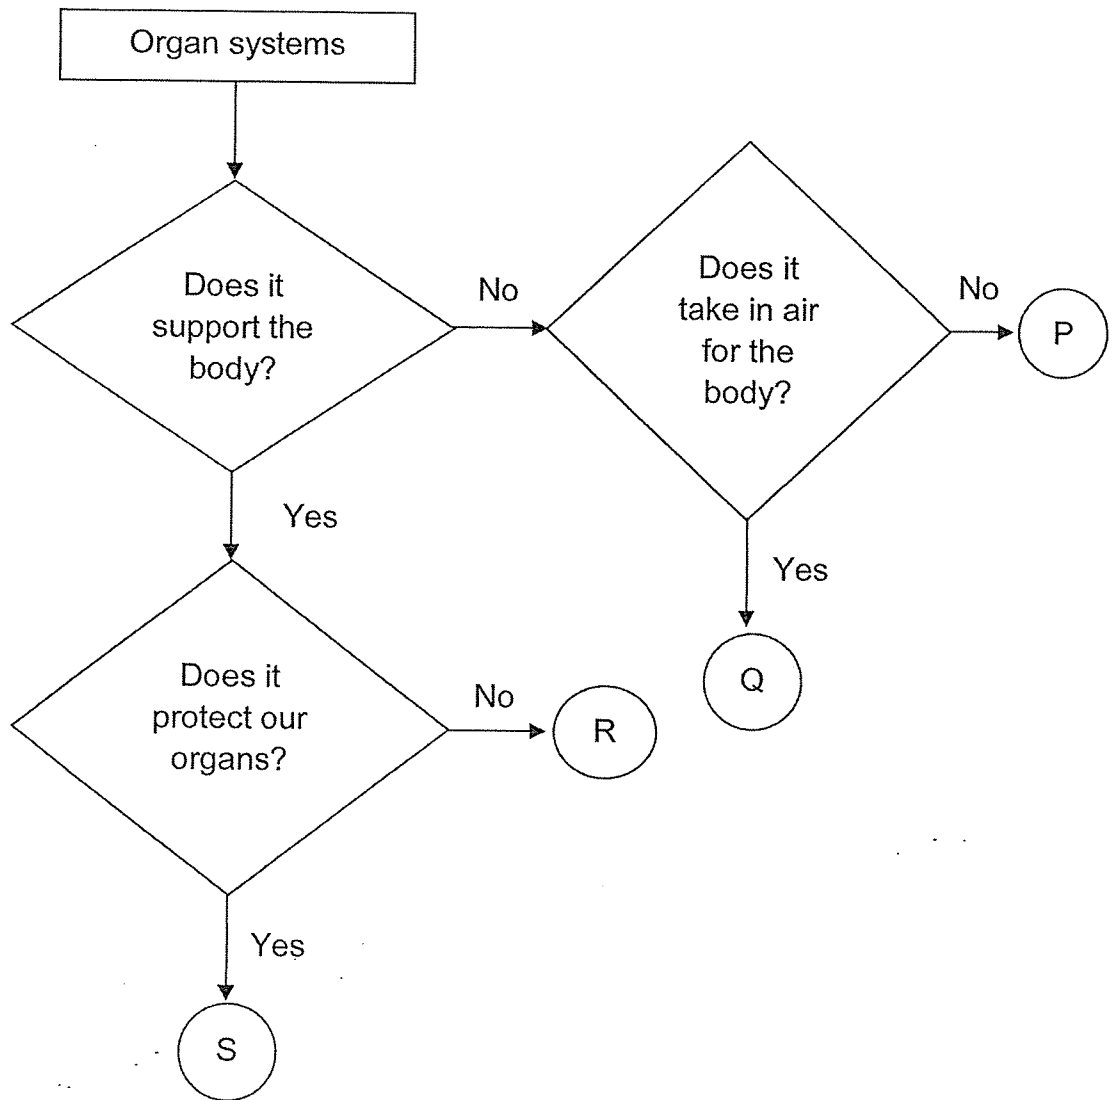 Organ systems
Does it
support the
body?
No
Does it
take in air
for the
body?
No
P
Yes
Q
Yes
Does it
protect our
organs?
No
R
Yes
S